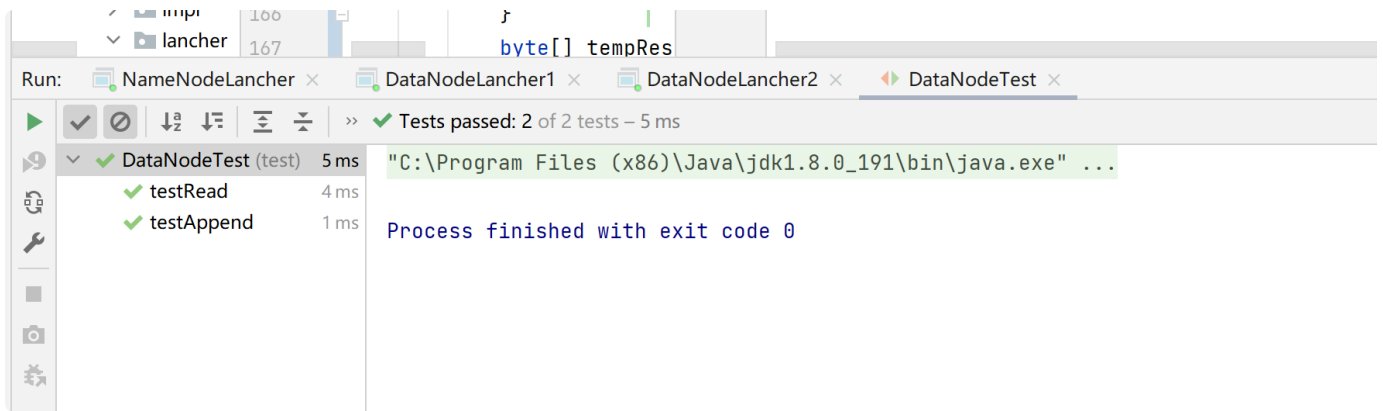 impl 166 }
lancher 167 byte[] tempRes
Run: NameNodeLancher × DataNodeLancher1 × DataNodeLancher2 × DataNodeTest ×
» Tests passed: 2 of 2 tests – 5 ms
DataNodeTest (test) 5 ms "C:\Program Files (x86)\Java\jdk1.8.0_191\bin\java.exe" ...
testRead 4 ms
testAppend 1 ms Process finished with exit code 0